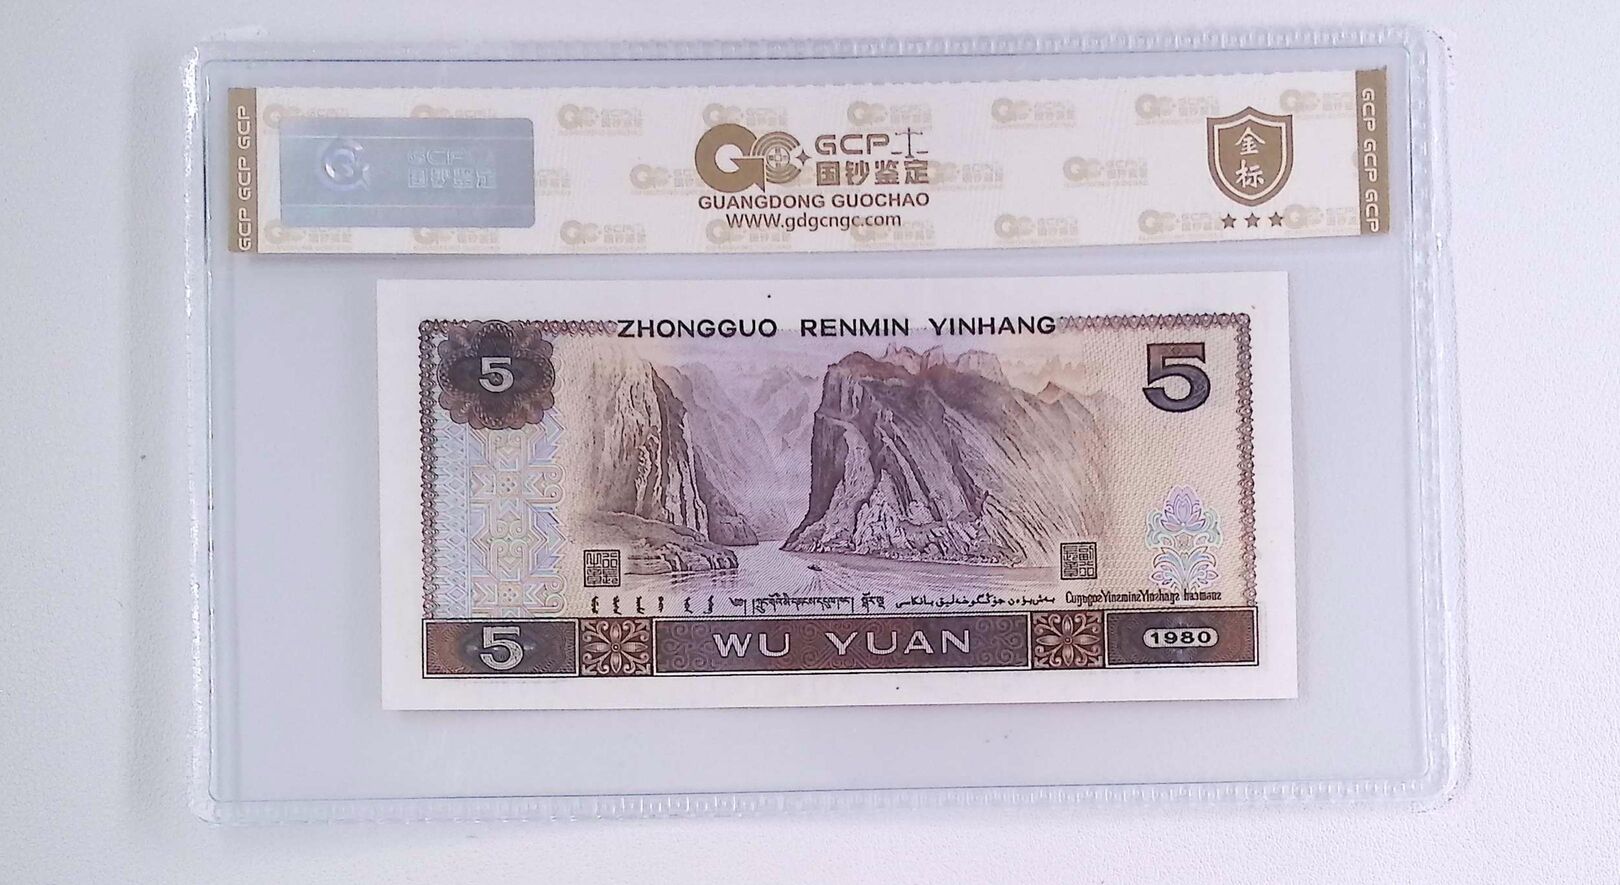 GCP GCP GCP
GCP
国钞鉴定
GCP
国钞鉴定
GUANGDONG GUOCHAO
WWW.gdgcngc.com
金标
GCP GCP GCP
ZHONGGUO RENMIN YINHANG
5
5
5
WU YUAN
1980